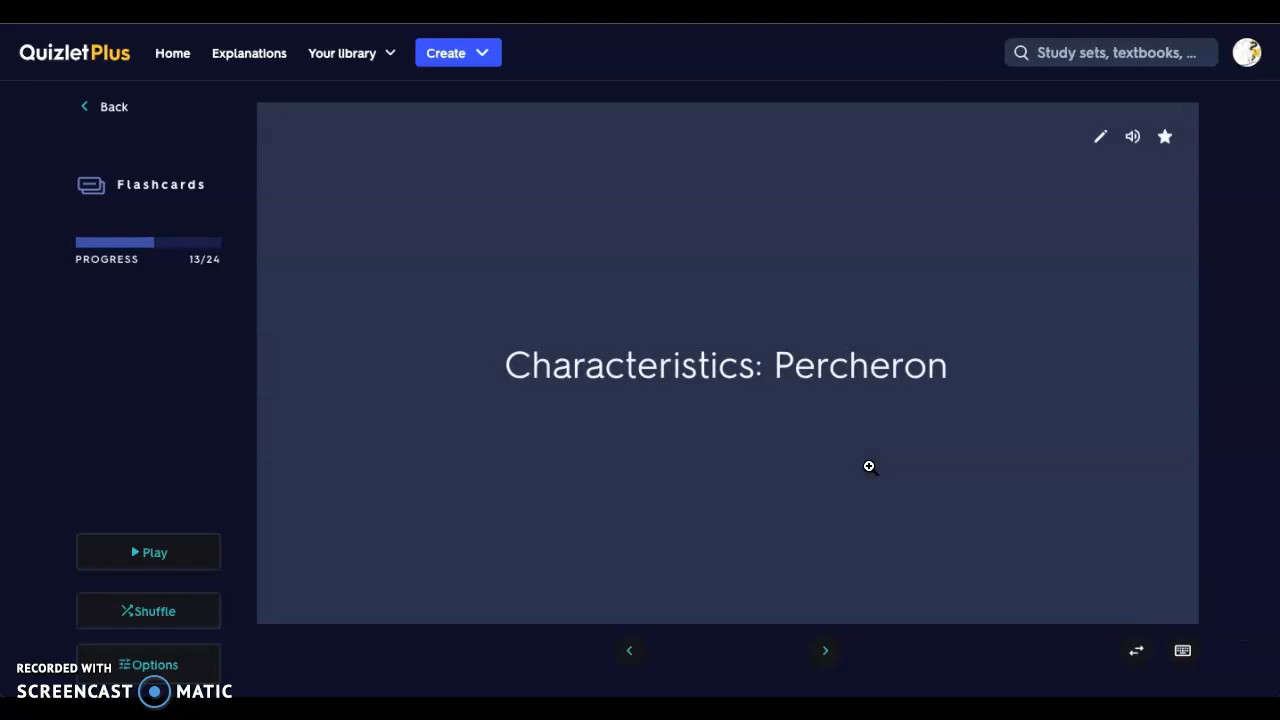 QuizletPlus Home Explanations Your library Create Study sets, textbooks, ...
Back
Flashcards
PROGRESS 13/24
Characteristics: Percheron
Play
Shuffle
Options
RECORDED WITH
SCREENCAST MATIC